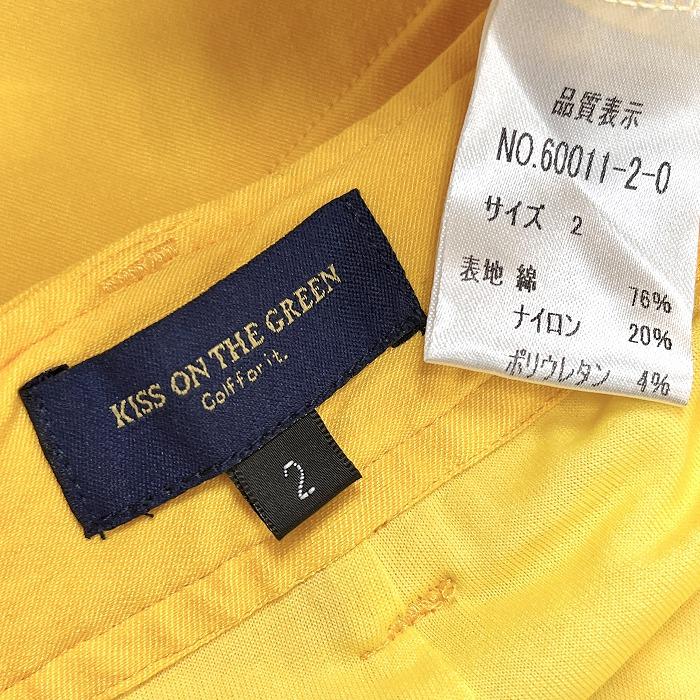 KISS ON THE GREEN
Golf for it.
2
品質表示
NO.60011-2-0
サイズ 2
表地 綿 76%
ナイロン 20%
ポリウレタン 4%